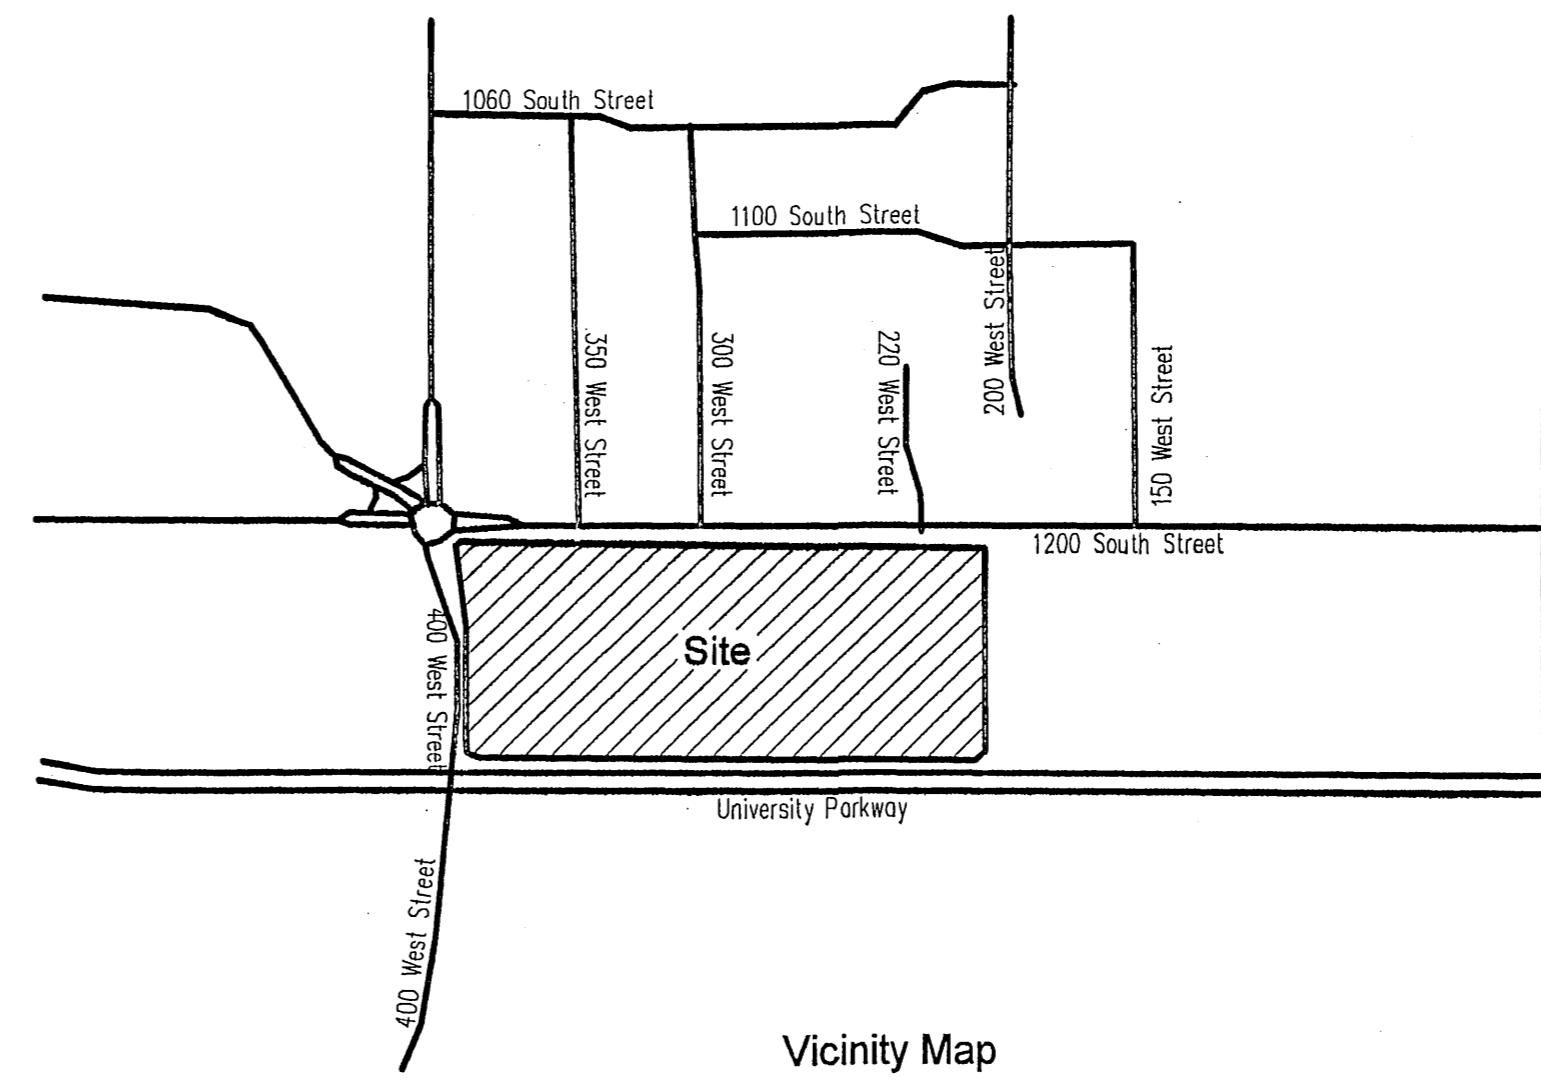 1060 South Street
1100 South Street
200 West Street
350 West Street
300 West Street
220 West Street
150 West Street
1200 South Street
400 West Street
Site
University Parkway
400 West Street
Vicinity Map